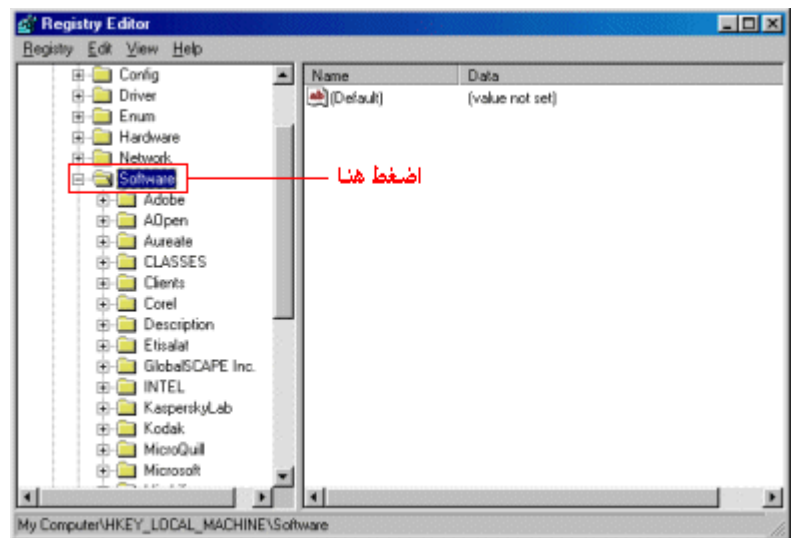 Registry Editor
Registry Edit View Help
Config
Driver
Enum
Hardware
Network
Software
Adobe
AOpen
Aureate
CLASSES
Clients
Corel
Description
Etisalat
GlobalSCAPE Inc.
INTEL
KasperskyLab
Kodak
MicroQuill
Microsoft
Name Data
(Default) (value not set)
اضغط هنا
My Computer\HKEY_LOCAL_MACHINE\Software